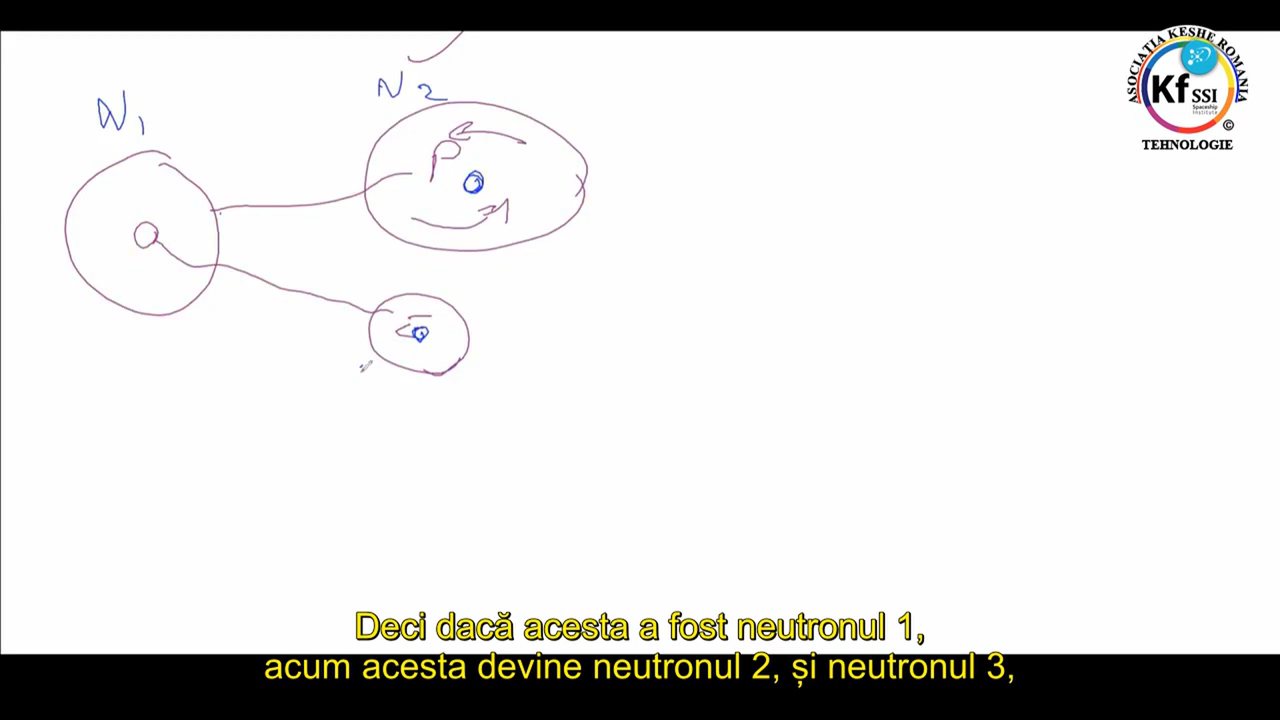 ASOCIATIA KESHE ROMANIA
Kf SSI
Spaceship
Institute
©
TEHNOLOGIE
N1
N2
P
Deci dacă acesta a fost neutronul 1,
acum acesta devine neutronul 2, și neutronul 3,